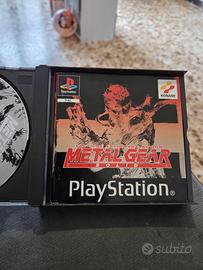 KONAMI
METAL GEAR
SOLID
PlayStation®
subito